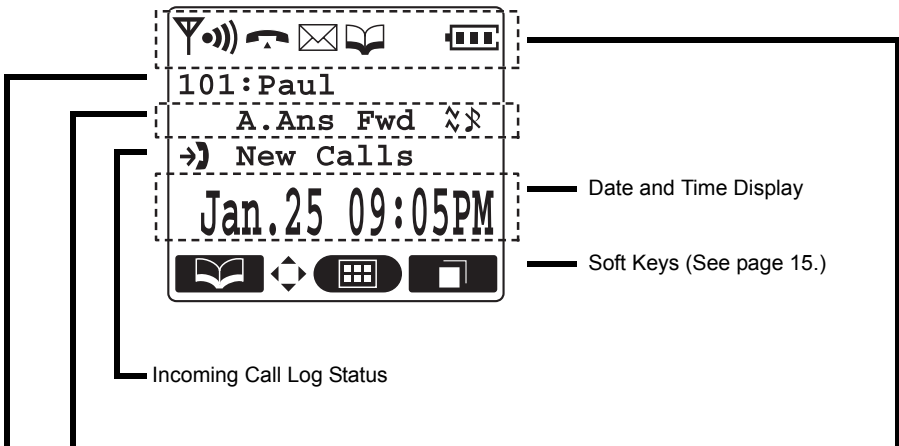 101:Paul
A.Ans Fwd
New Calls
Jan.25 09:05PM
Date and Time Display
Soft Keys (See page 15.)
Incoming Call Log Status